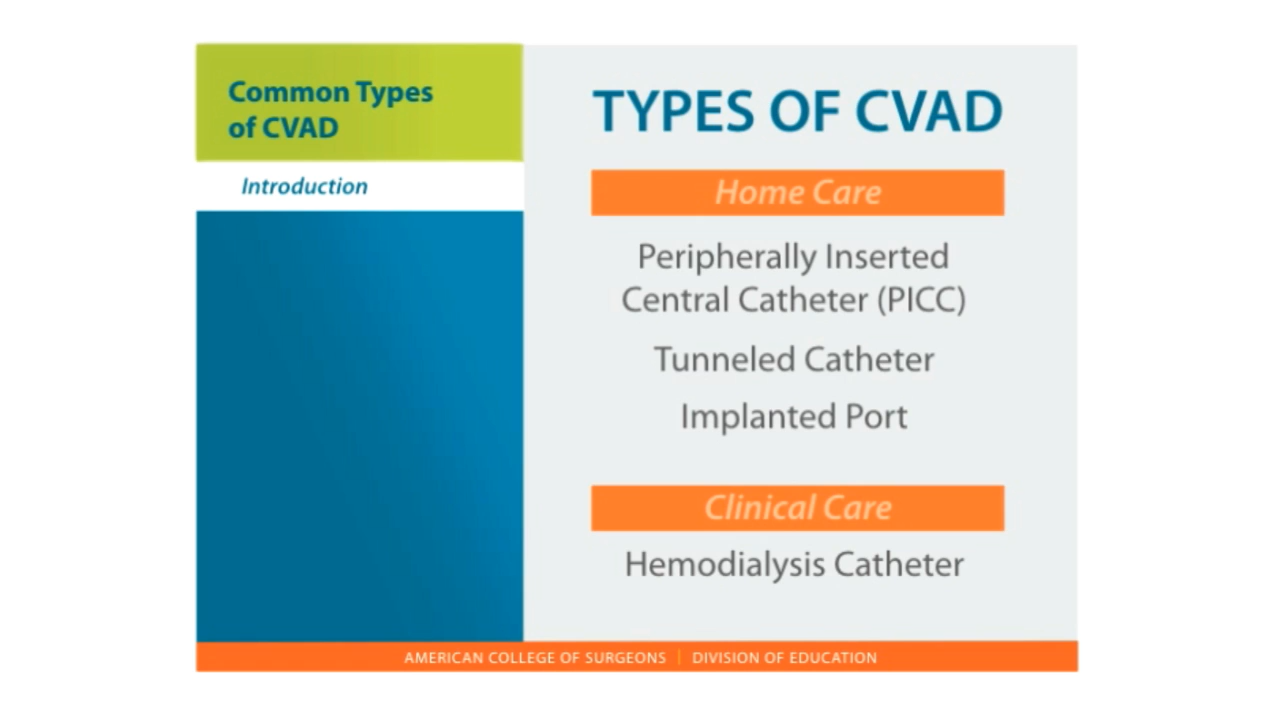 Common Types
of CVAD
Introduction
TYPES OF CVAD
Home Care
Peripherally Inserted
Central Catheter (PICC)
Tunneled Catheter
Implanted Port
Clinical Care
Hemodialysis Catheter
AMERICAN COLLEGE OF SURGEONS | DIVISION OF EDUCATION